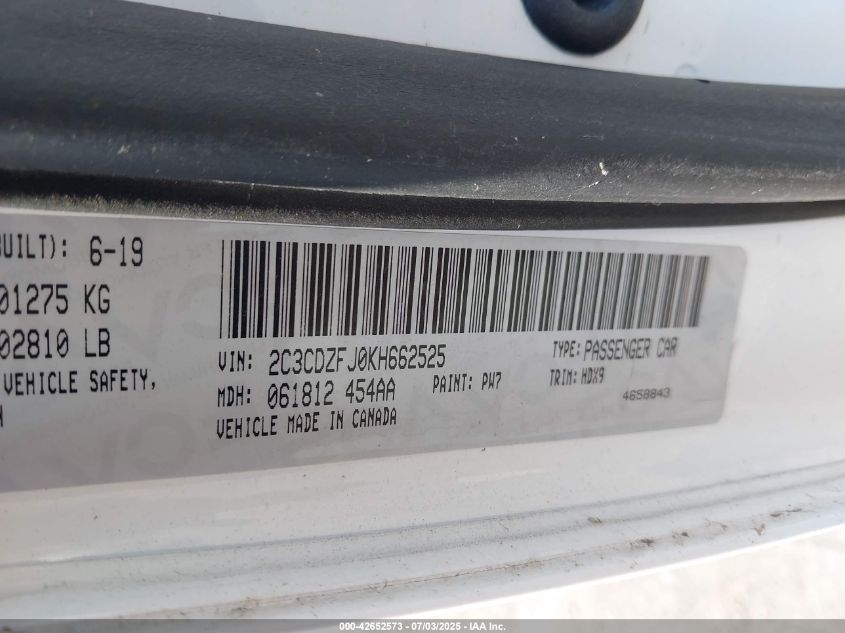 BUILT): 6-19
01275 KG
02810 LB
VEHICLE SAFETY,
VIN: 2C3CDZFJ0KH662525
TYPE: PASSENGER CAR
MDH: 061812 454AA
PAINT: PW7
TRIM: HDX9
VEHICLE MADE IN CANADA
4658843
000-42652573 | 07/03/2025 - IAA Inc.